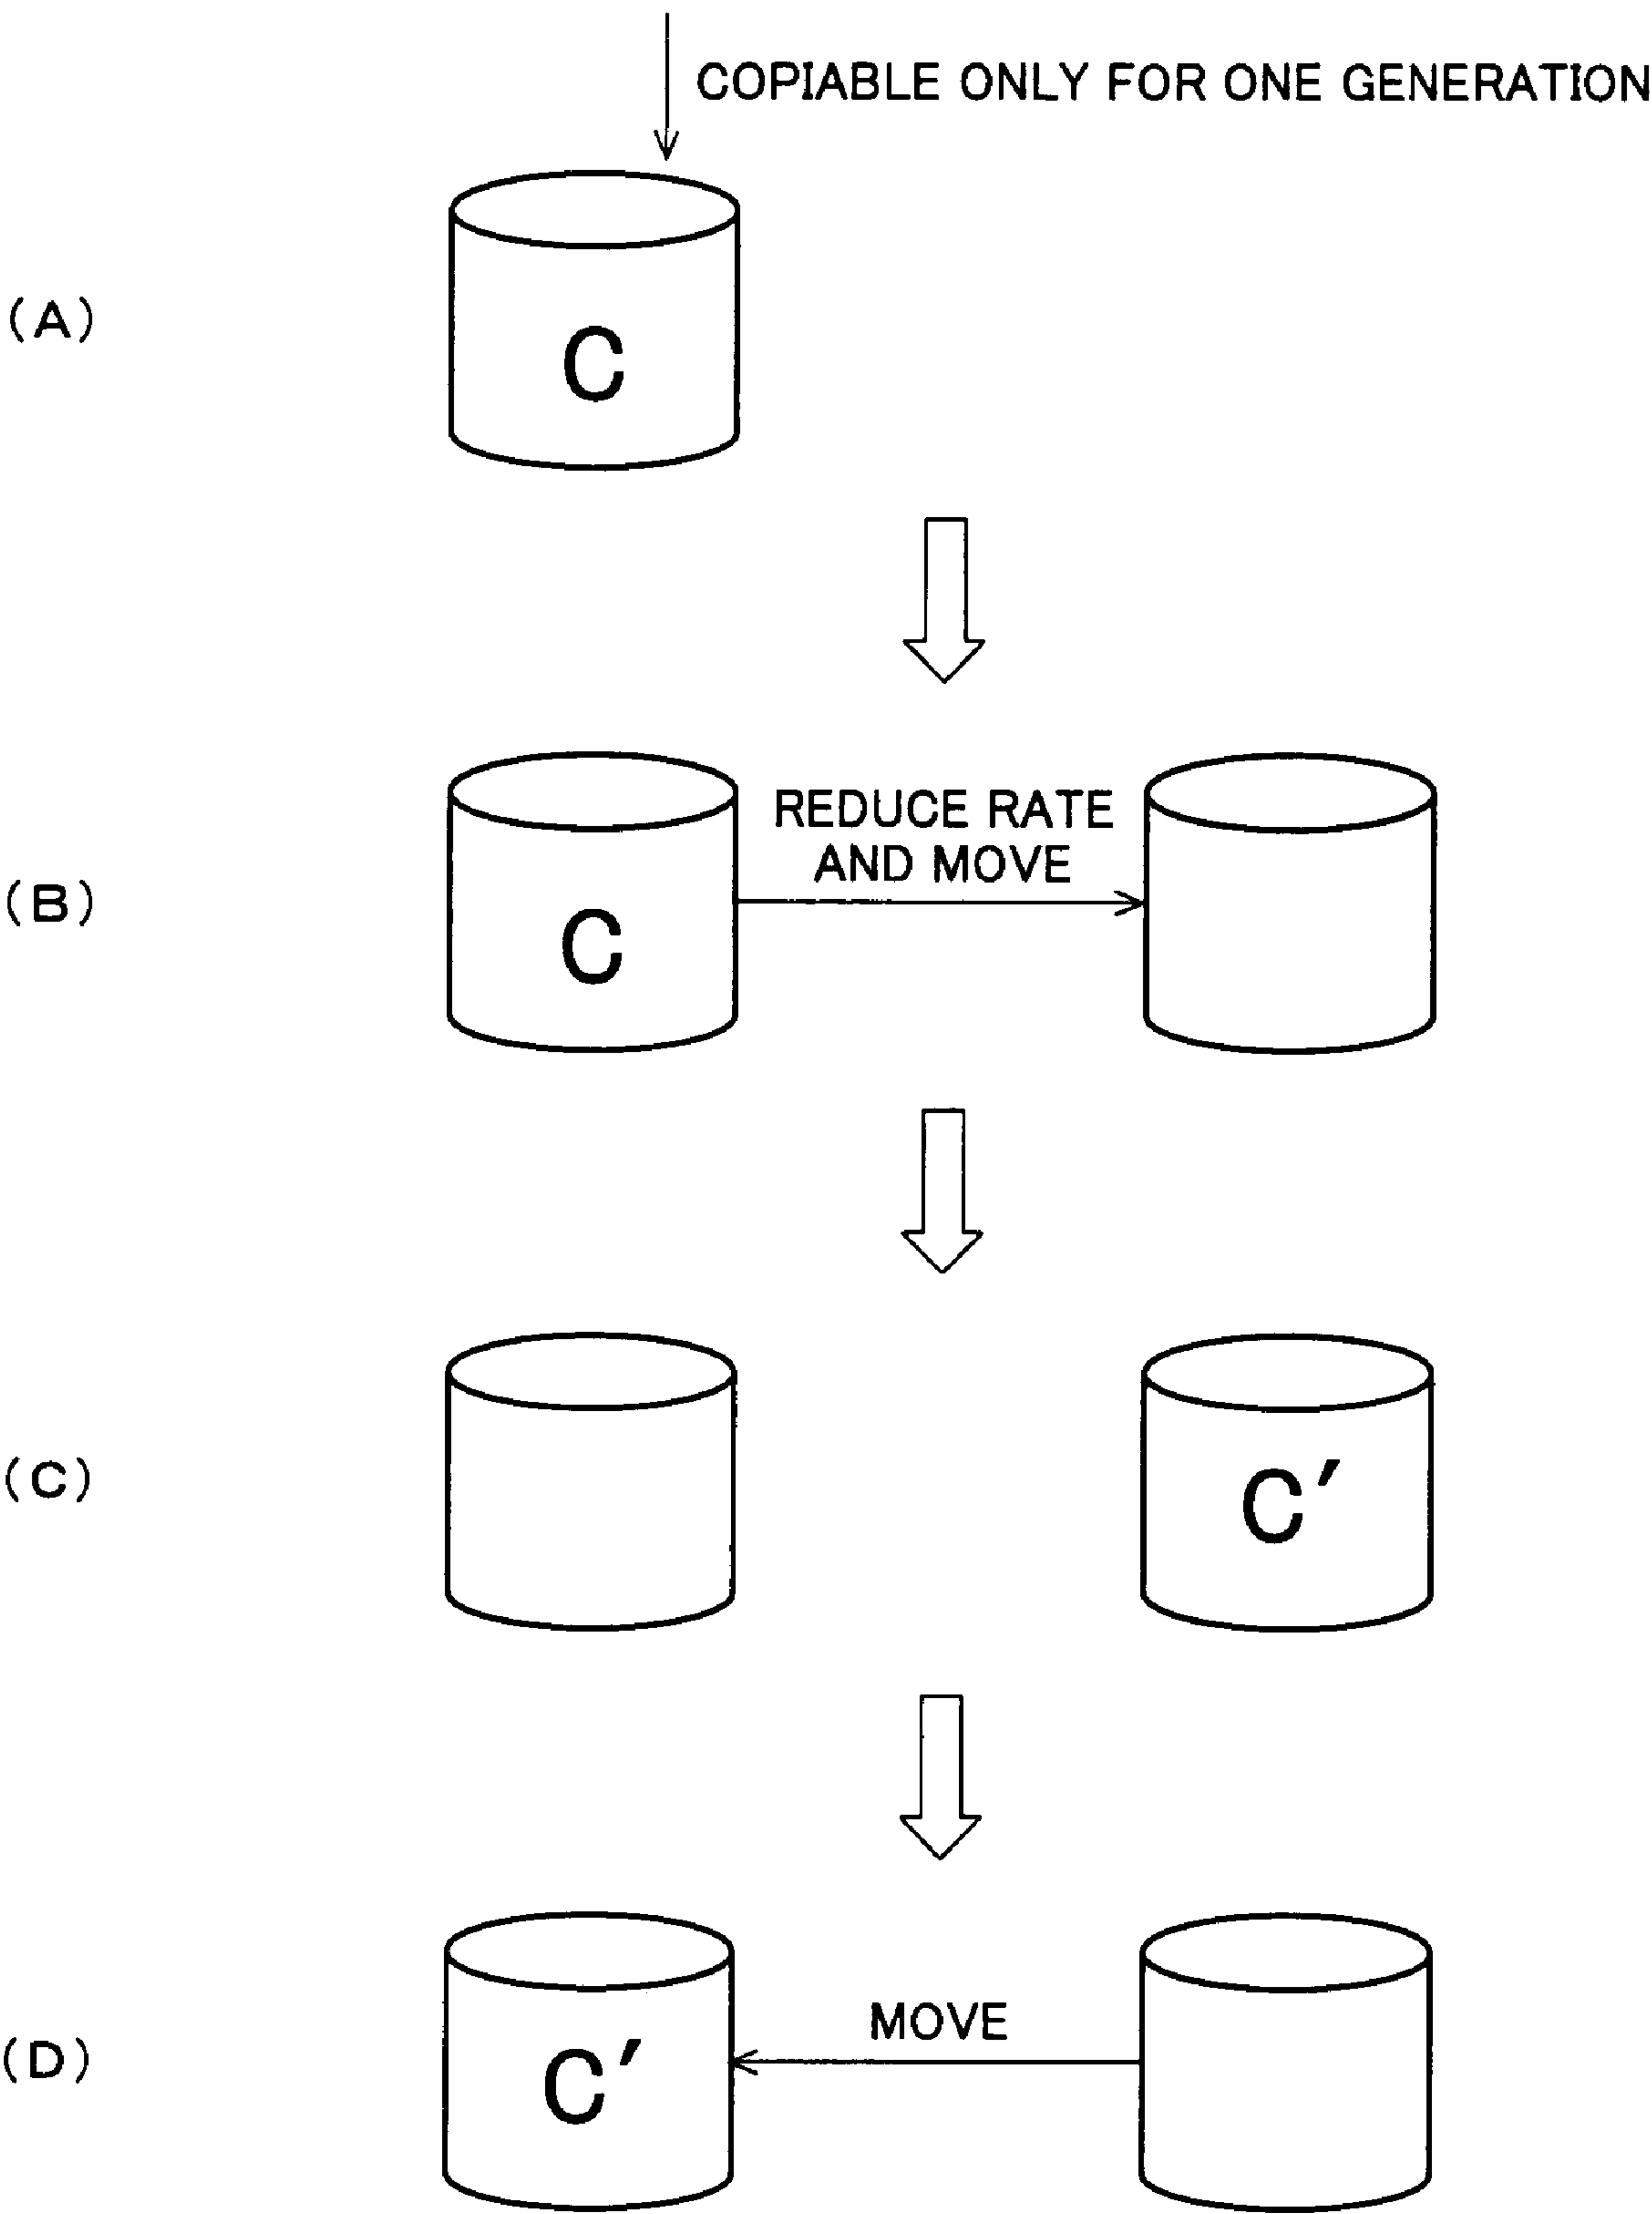 COPIABLE ONLY FOR ONE GENERATION
(A)
C
REDUCE RATE
AND MOVE
(B)
C
(C)
C′
MOVE
(D)
C′